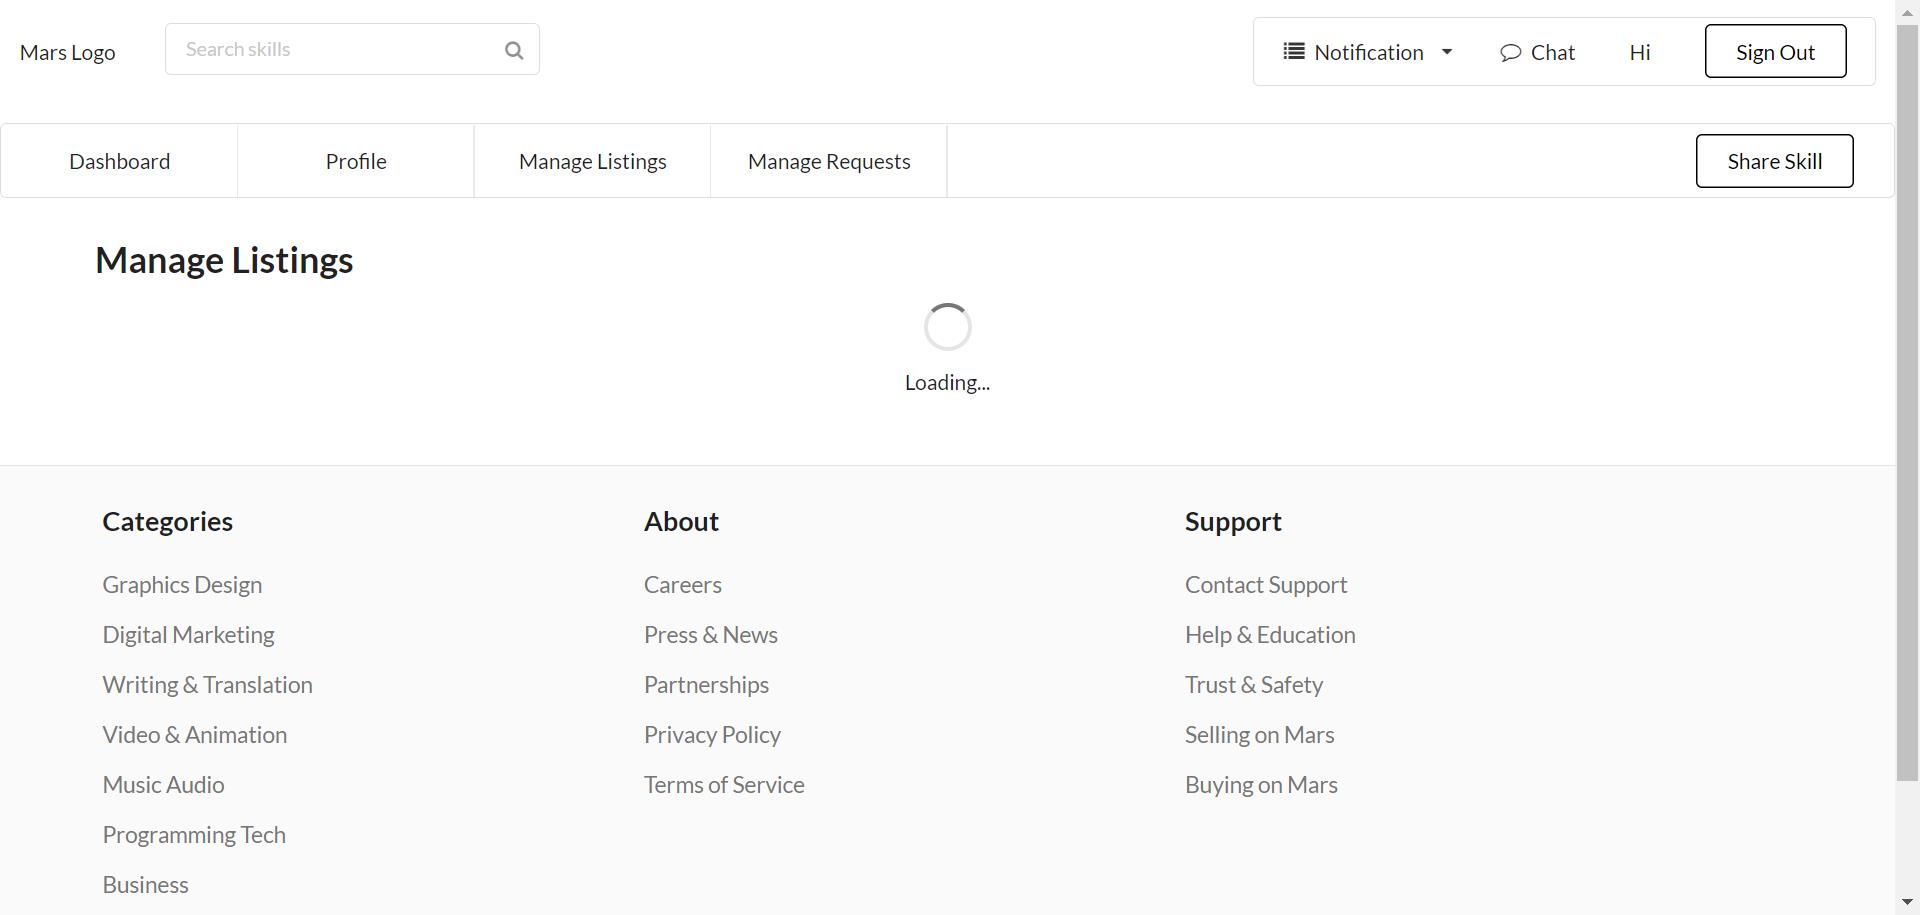 Mars Logo
Search skills
Notification
Chat
Hi
Sign Out
Dashboard
Profile
Manage Listings
Manage Requests
Share Skill
Manage Listings
Loading...
Categories
Graphics Design
Digital Marketing
Writing & Translation
Video & Animation
Music Audio
Programming Tech
Business
About
Careers
Press & News
Partnerships
Privacy Policy
Terms of Service
Support
Contact Support
Help & Education
Trust & Safety
Selling on Mars
Buying on Mars